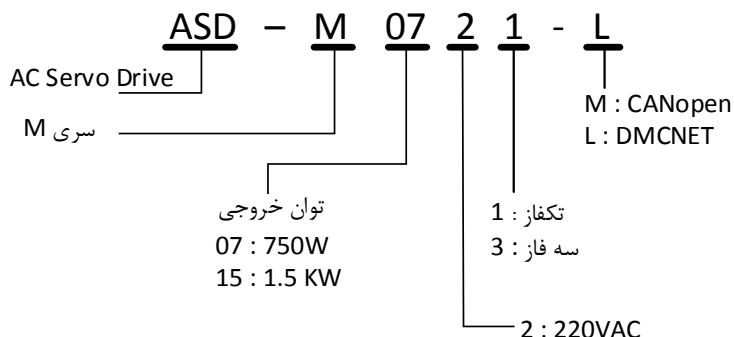 ASD – M 07 2 1 - L
AC Servo Drive
سری M
M : CANopen
L : DMCNET
توان خروجی
07 : 750W
15 : 1.5 KW
تکفاز : 1
سه فاز : 3
2 : 220VAC